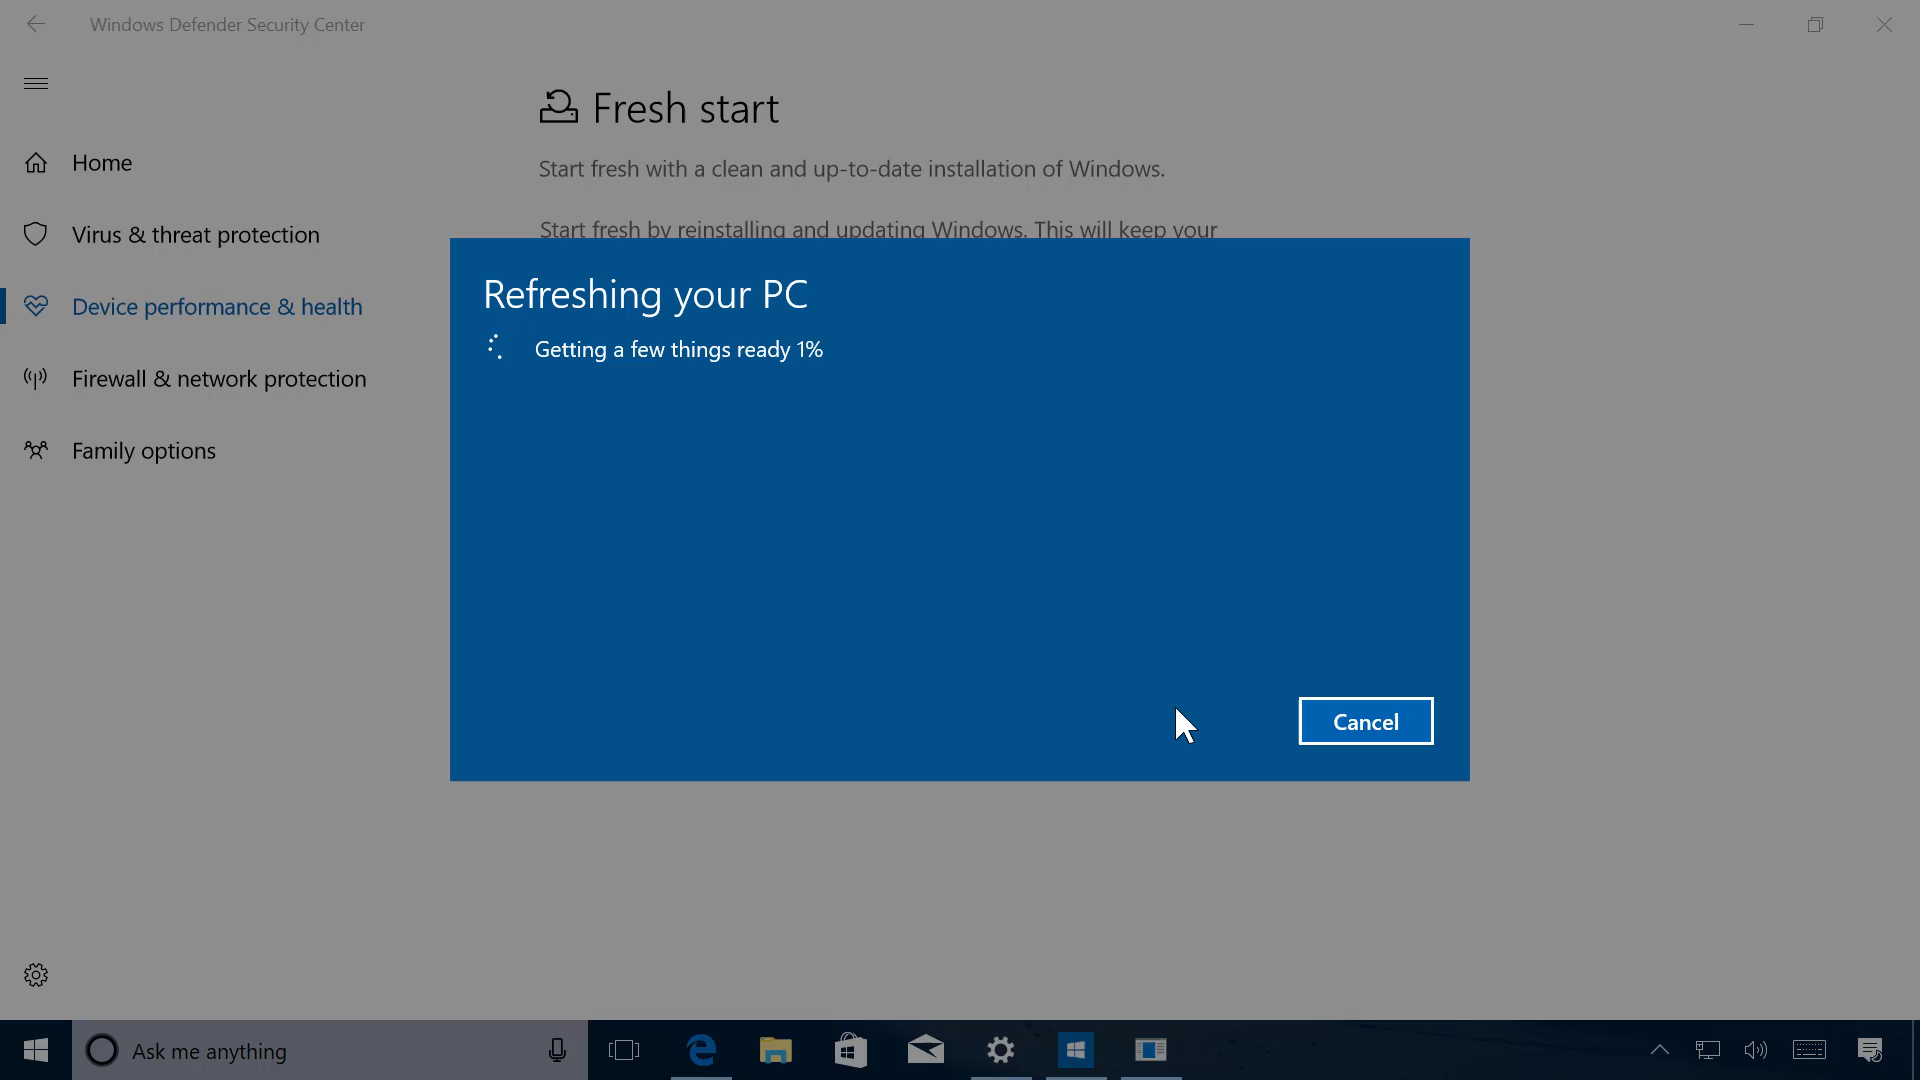 Windows Defender Security Center
Fresh start
Start fresh with a clean and up-to-date installation of Windows.
Start fresh by reinstalling and updating Windows. This will keep your
Home
Virus & threat protection
Device performance & health
Firewall & network protection
Family options
Refreshing your PC
Getting a few things ready 1%
Cancel
Ask me anything